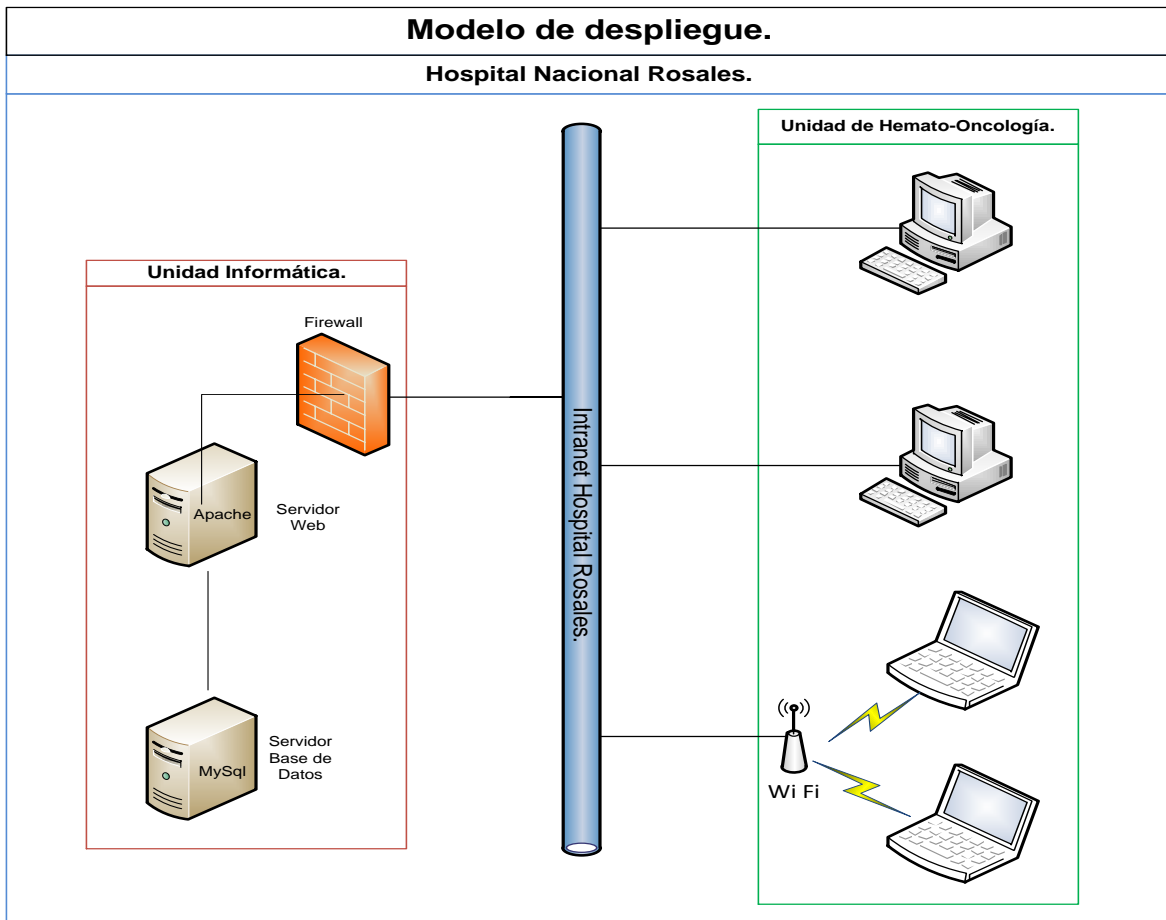 Modelo de despliegue.
Hospital Nacional Rosales.
Unidad de Hemato-Oncología.
Unidad Informática.
Firewall
Apache
Servidor
Web
Intranet Hospital Rosales.
MySql
Servidor
Base de
Datos
Wi Fi